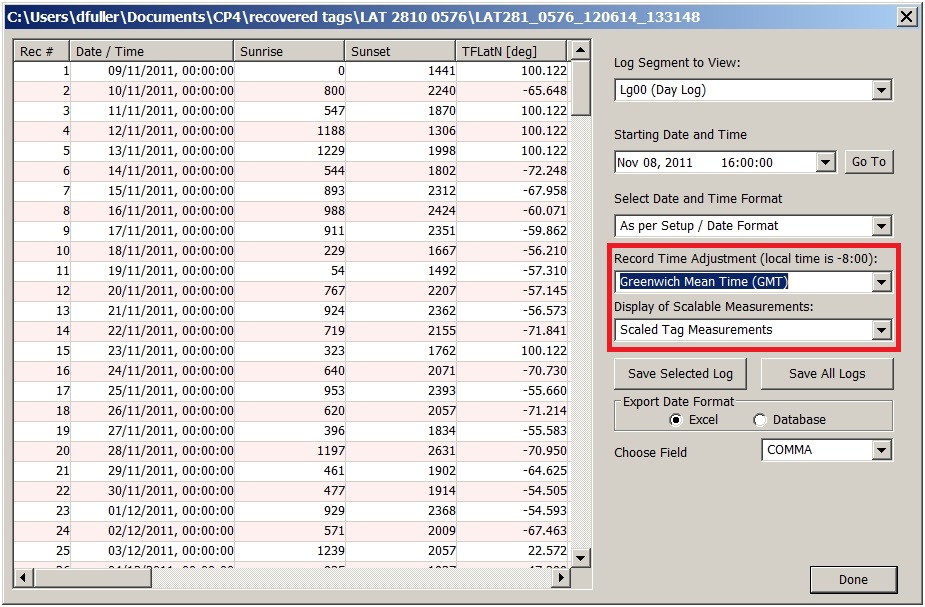 C:\Users\dfuller\Documents\CP4\recovered tags\LAT 2810 0576\LAT281_0576_120614_133148
Rec # Date / Time Sunrise Sunset TFLatN [deg]
1 09/11/2011, 00:00:00 0 1441 100.122
2 10/11/2011, 00:00:00 800 2240 -65.648
3 11/11/2011, 00:00:00 547 1870 100.122
4 12/11/2011, 00:00:00 1188 1306 100.122
5 13/11/2011, 00:00:00 1229 1998 100.122
6 14/11/2011, 00:00:00 544 1802 -72.248
7 15/11/2011, 00:00:00 893 2312 -67.958
8 16/11/2011, 00:00:00 988 2424 -60.071
9 17/11/2011, 00:00:00 911 2351 -59.862
10 18/11/2011, 00:00:00 229 1667 -56.210
11 19/11/2011, 00:00:00 54 1492 -57.310
12 20/11/2011, 00:00:00 767 2207 -57.145
13 21/11/2011, 00:00:00 924 2362 -56.573
14 22/11/2011, 00:00:00 719 2155 -71.841
15 23/11/2011, 00:00:00 323 1762 100.122
16 24/11/2011, 00:00:00 640 2071 -70.730
17 25/11/2011, 00:00:00 953 2393 -55.660
18 26/11/2011, 00:00:00 620 2057 -71.214
19 27/11/2011, 00:00:00 396 1834 -55.583
20 28/11/2011, 00:00:00 1197 2631 -70.950
21 29/11/2011, 00:00:00 461 1902 -64.625
22 30/11/2011, 00:00:00 477 1914 -54.505
23 01/12/2011, 00:00:00 929 2368 -54.593
24 02/12/2011, 00:00:00 571 2009 -67.463
25 03/12/2011, 00:00:00 1239 2057 22.572
Log Segment to View:
Lg00 (Day Log)
Starting Date and Time
Nov 08, 2011 16:00:00 Go To
Select Date and Time Format
As per Setup / Date Format
Record Time Adjustment (local time is -8:00):
Greenwich Mean Time (GMT)
Display of Scalable Measurements:
Scaled Tag Measurements
Save Selected Log Save All Logs
Export Date Format
Excel Database
Choose Field COMMA
Done